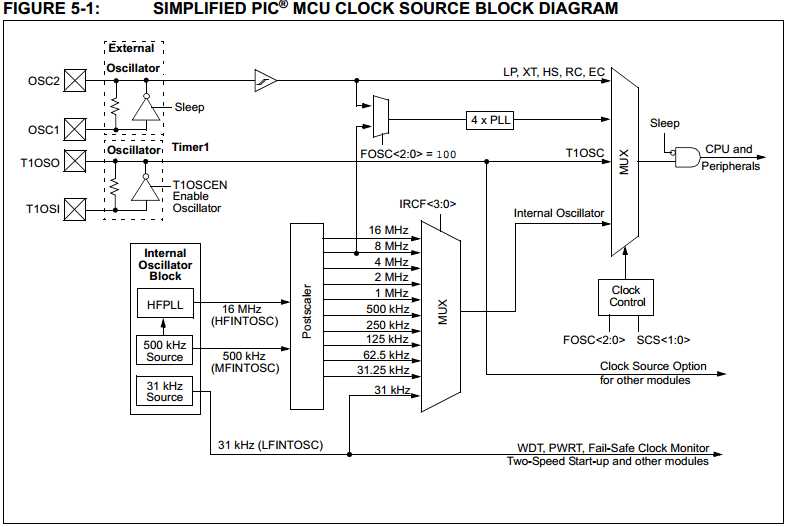 FIGURE 5-1: SIMPLIFIED PIC® MCU CLOCK SOURCE BLOCK DIAGRAM
External
Oscillator
OSC2
LP, XT, HS, RC, EC
Sleep
OSC1
4 x PLL
FOSC<2:0> = 100
Sleep
CPU and
Peripherals
Oscillator
Timer1
T1OSO
T1OSC
MUX
T1OSCEN
Enable
Oscillator
T1OSI
IRCF<3:0>
Internal Oscillator
Internal
Oscillator
Block
HFPLL
16 MHz
(HFINTOSC)
500 kHz
Source
500 kHz
(MFINTOSC)
31 kHz
Source
Postscaler
16 MHz
8 MHz
4 MHz
2 MHz
1 MHz
500 kHz
250 kHz
125 kHz
62.5 kHz
31.25 kHz
31 kHz
MUX
Clock
Control
FOSC<2:0> SCS<1:0>
Clock Source Option
for other modules
31 kHz (LFINTOSC)
WDT, PWRT, Fail-Safe Clock Monitor
Two-Speed Start-up and other modules